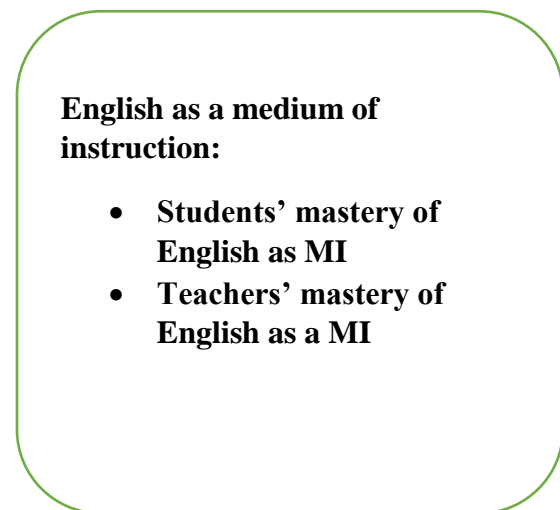 English as a medium of
instruction:
• Students’ mastery of
English as MI
• Teachers’ mastery of
English as a MI